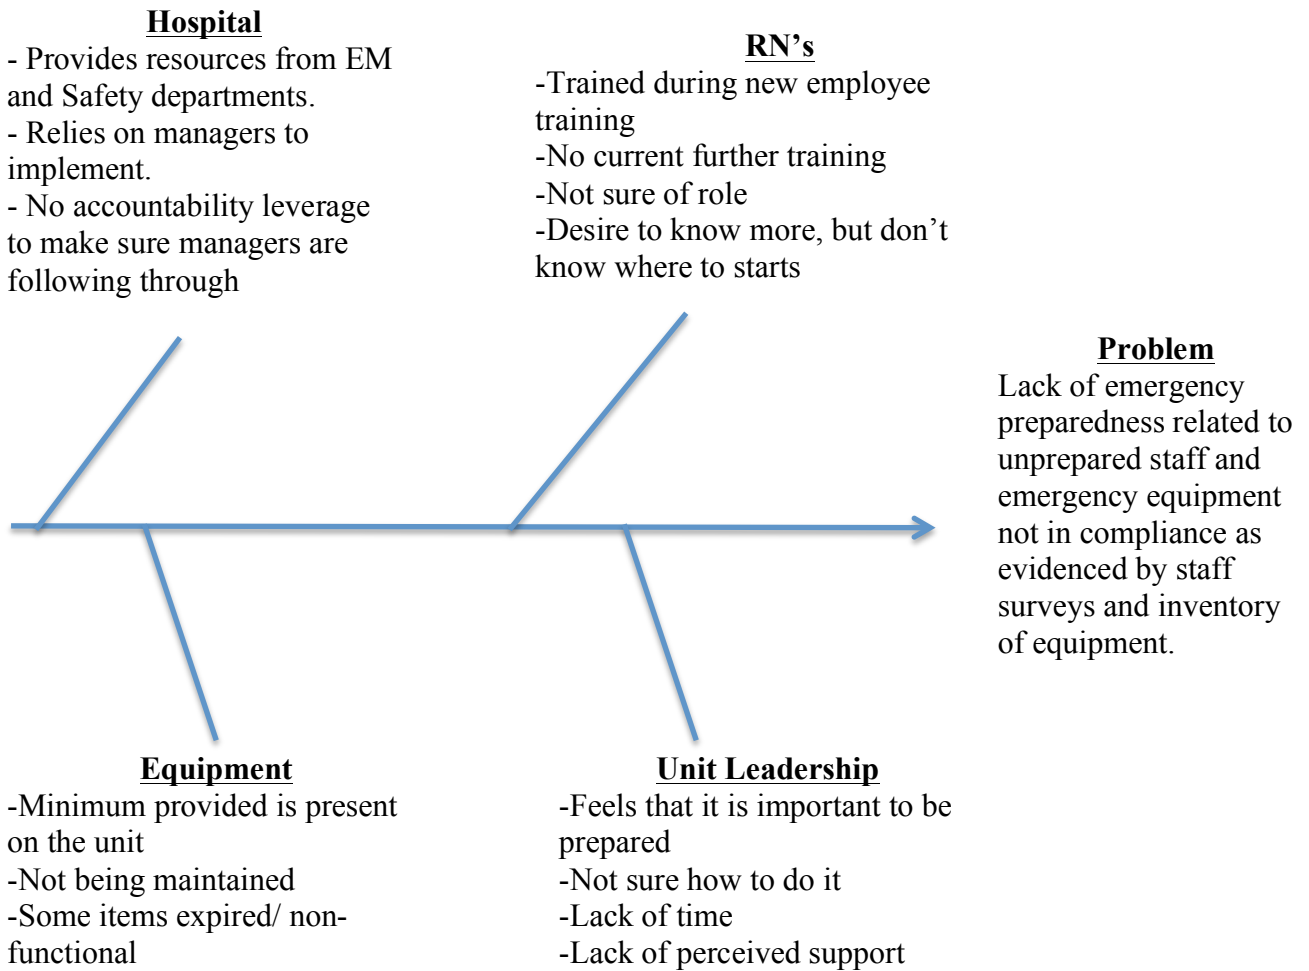 Hospital
- Provides resources from EM
and Safety departments.
- Relies on managers to
implement.
- No accountability leverage
to make sure managers are
following through
RN’s
-Trained during new employee
training
-No current further training
-Not sure of role
-Desire to know more, but don’t
know where to starts
Problem
Lack of emergency
preparedness related to
unprepared staff and
emergency equipment
not in compliance as
evidenced by staff
surveys and inventory
of equipment.
Equipment
-Minimum provided is present
on the unit
-Not being maintained
-Some items expired/ non-
functional
Unit Leadership
-Feels that it is important to be
prepared
-Not sure how to do it
-Lack of time
-Lack of perceived support